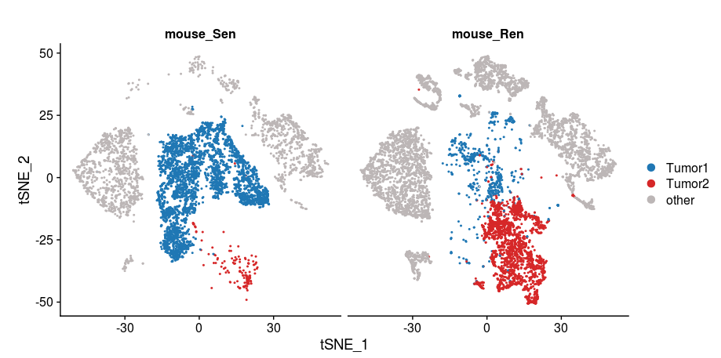 mouse_Sen mouse_Ren
50
25
0
-25
-50
tSNE_2
-30 0 30 -30 0 30
tSNE_1
Tumor1
Tumor2
other